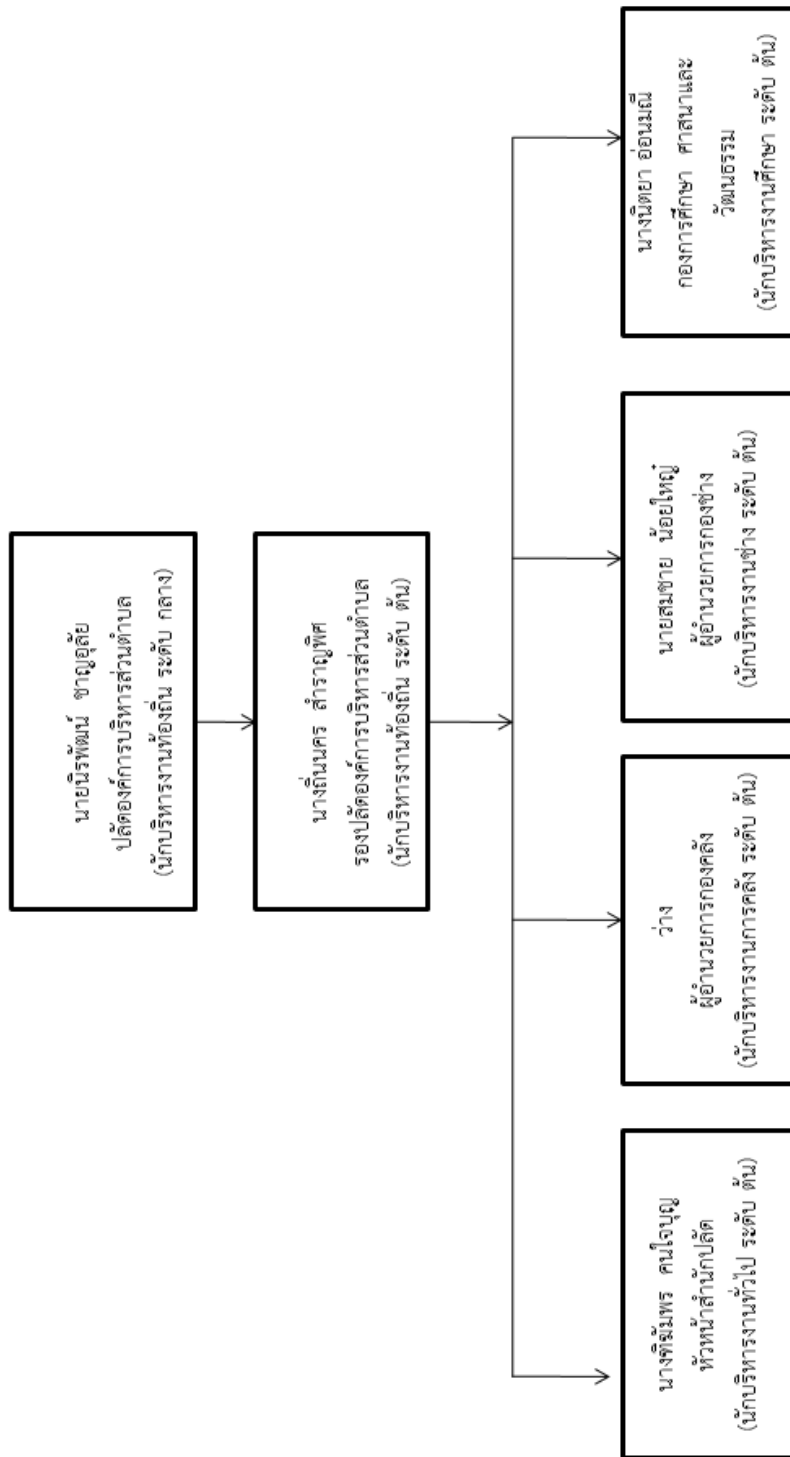 นายนิรพัฒน์ ชาญอุลัย
ปลัดองค์การบริหารส่วนตำบล
(นักบริหารงานท้องถิ่น ระดับ กลาง)
นางถิ่นนคร สำราญพิศ
รองปลัดองค์การบริหารส่วนตำบล
(นักบริหารงานท้องถิ่น ระดับ ต้น)
นางทิฆัมพร คนใจบุญ
หัวหน้าสำนักปลัด
(นักบริหารงานทั่วไป ระดับ ต้น)
ว่าง
ผู้อำนวยการกองคลัง
(นักบริหารงานการคลัง ระดับ ต้น)
นายสมชาย น้อยใหญ่
ผู้อำนวยการกองช่าง
(นักบริหารงานช่าง ระดับ ต้น)
นางนิตยา อ่อนมณี
กองการศึกษา ศาสนาและ
วัฒนธรรม
(นักบริหารงานศึกษา ระดับ ต้น)